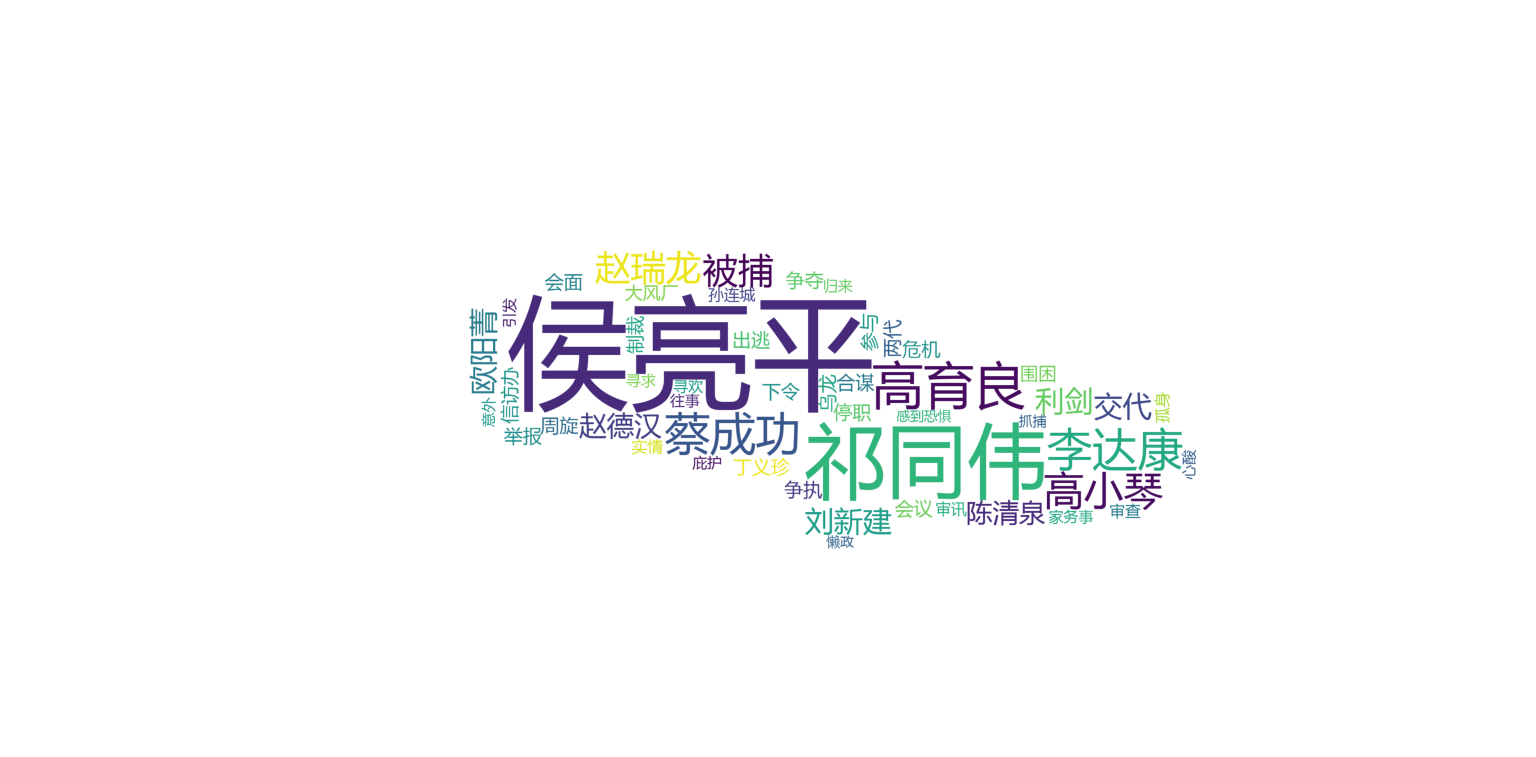 赵瑞龙
被捕
会面
争夺
归来
大风厂
孙连城
引发
侯亮平
欧阳菁
制裁
出逃
参与
两代
危机
信访办
寻求
寻欢
往事
下令
乌龙
合谋
高育良
围困
意外
停职
感到恐惧
利剑
交代
孤身
抓捕
举报
周旋
赵德汉
蔡成功
祁同伟
李达康
实情
庇护
丁义珍
心酸
争执
高小琴
刘新建
会议
审讯
陈清泉
家务事
审查
懒政